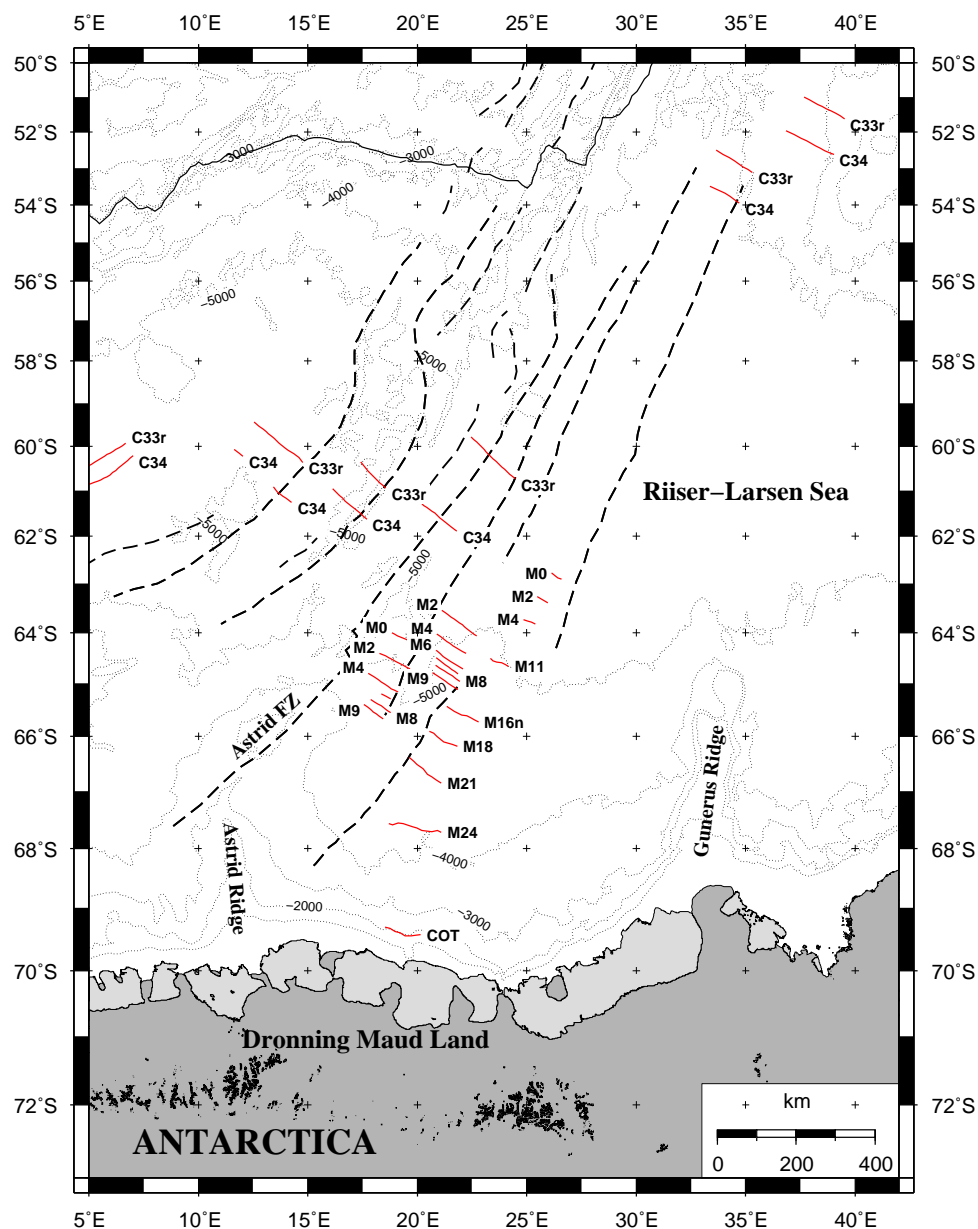 5˚E 10˚E 15˚E 20˚E 25˚E 30˚E 35˚E 40˚E
50˚S 50˚S
C33r
52˚S 52˚S
−3000 −3000 C34
C33r
−4000
54˚S C34 54˚S
56˚S 56˚S
−5000
58˚S 58˚S
−5000
C33r
60˚S 60˚S
C34 C34 C33r
C33r C33r
Riiser−Larsen Sea
C34 C34
−5000 −5000 C34
62˚S 62˚S
−5000
M0
M2
M2
M4
M0 M4
64˚S 64˚S
M2 M6
M11
M4 M9 M8
−5000
M9 M8 M16n
Astrid FZ
66˚S M18 66˚S
M21
Gunerus Ridge
M24
68˚S −4000 68˚S
Astrid Ridge
−2000 −3000
COT
70˚S 70˚S
Dronning Maud Land
72˚S km 72˚S
ANTARCTICA
0 200 400
5˚E 10˚E 15˚E 20˚E 25˚E 30˚E 35˚E 40˚E